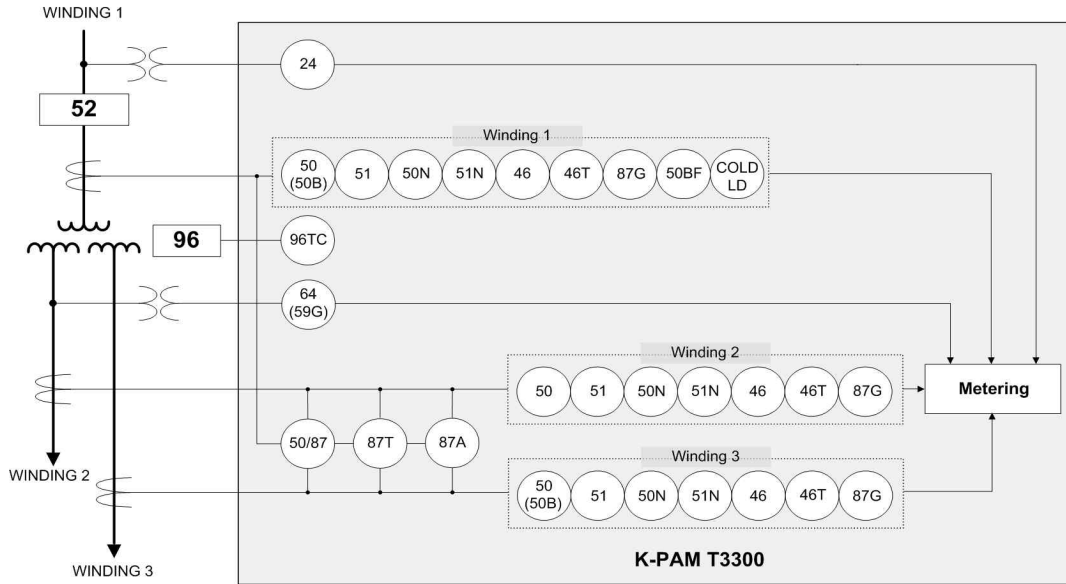 WINDING 1
24
52
Winding 1
50
(50B)
51
50N
51N
46
46T
87G
50BF
COLD
LD
96
96TC
64
(59G)
Winding 2
50
51
50N
51N
46
46T
87G
Metering
50/87
87T
87A
WINDING 2
Winding 3
50
(50B)
51
50N
51N
46
46T
87G
K-PAM T3300
WINDING 3